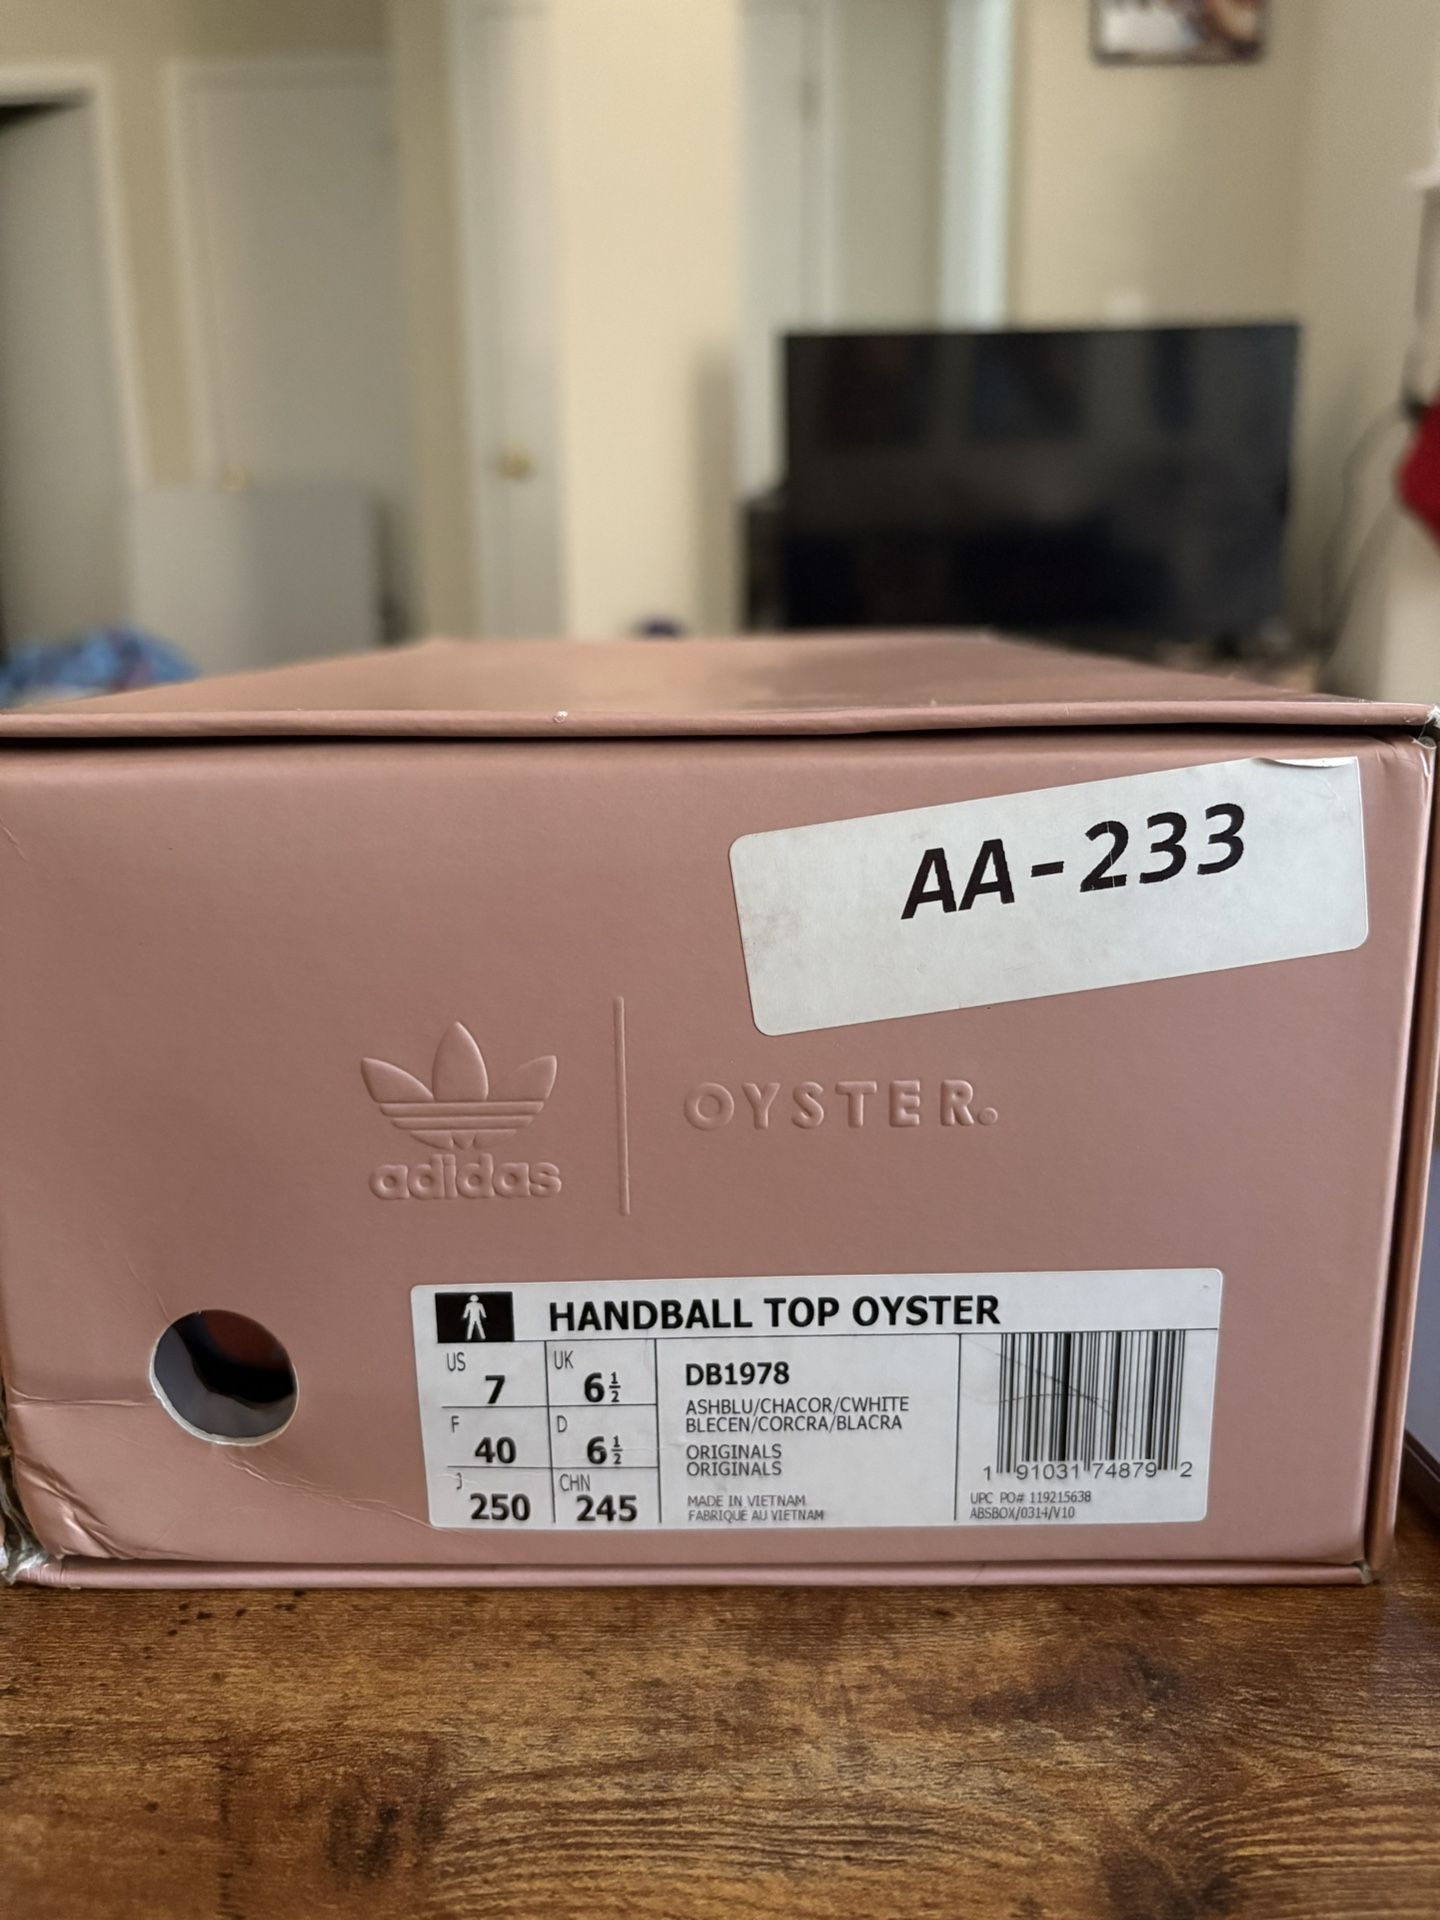 AA-233
adidas
OYSTER.
HANDBALL TOP OYSTER
US 7
UK 6½
F 40
D 6½
J 250
CHN 245
DB1978
ASHBLU/CHACOR/CWHITE
BLECEN/CORCRA/BLACRA
ORIGINALS
ORIGINALS
MADE IN VIETNAM
FABRIQUE AU VIETNAM
1 91031 74879 2
UPC PO# 119215638
ABSBOX/0314/V10